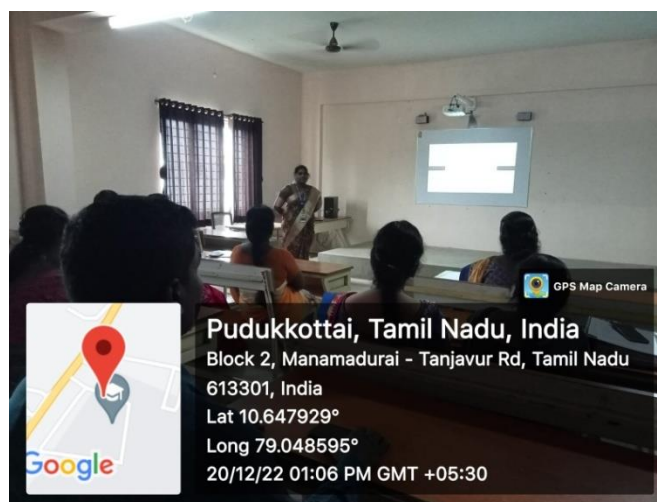 GPS Map Camera
Pudukkottai, Tamil Nadu, India
Block 2, Manamadurai - Tanjavur Rd, Tamil Nadu
613301, India
Lat 10.647929°
Long 79.048595°
20/12/22 01:06 PM GMT +05:30
Google